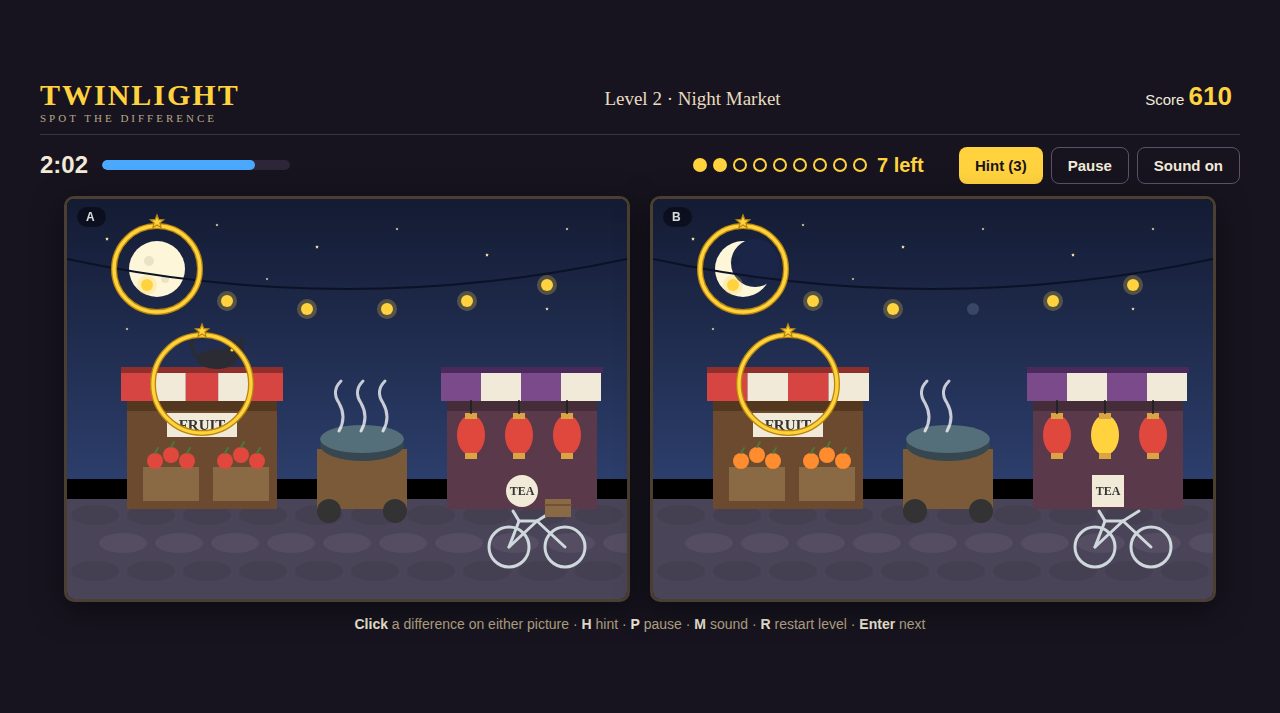 TWINLIGHT
SPOT THE DIFFERENCE
Level 2 · Night Market
Score 610
2:02
7 left
Hint (3)
Pause
Sound on
A
FRUIT
TEA
B
FRUIT
TEA
Click a difference on either picture · H hint · P pause · M sound · R restart level · Enter next